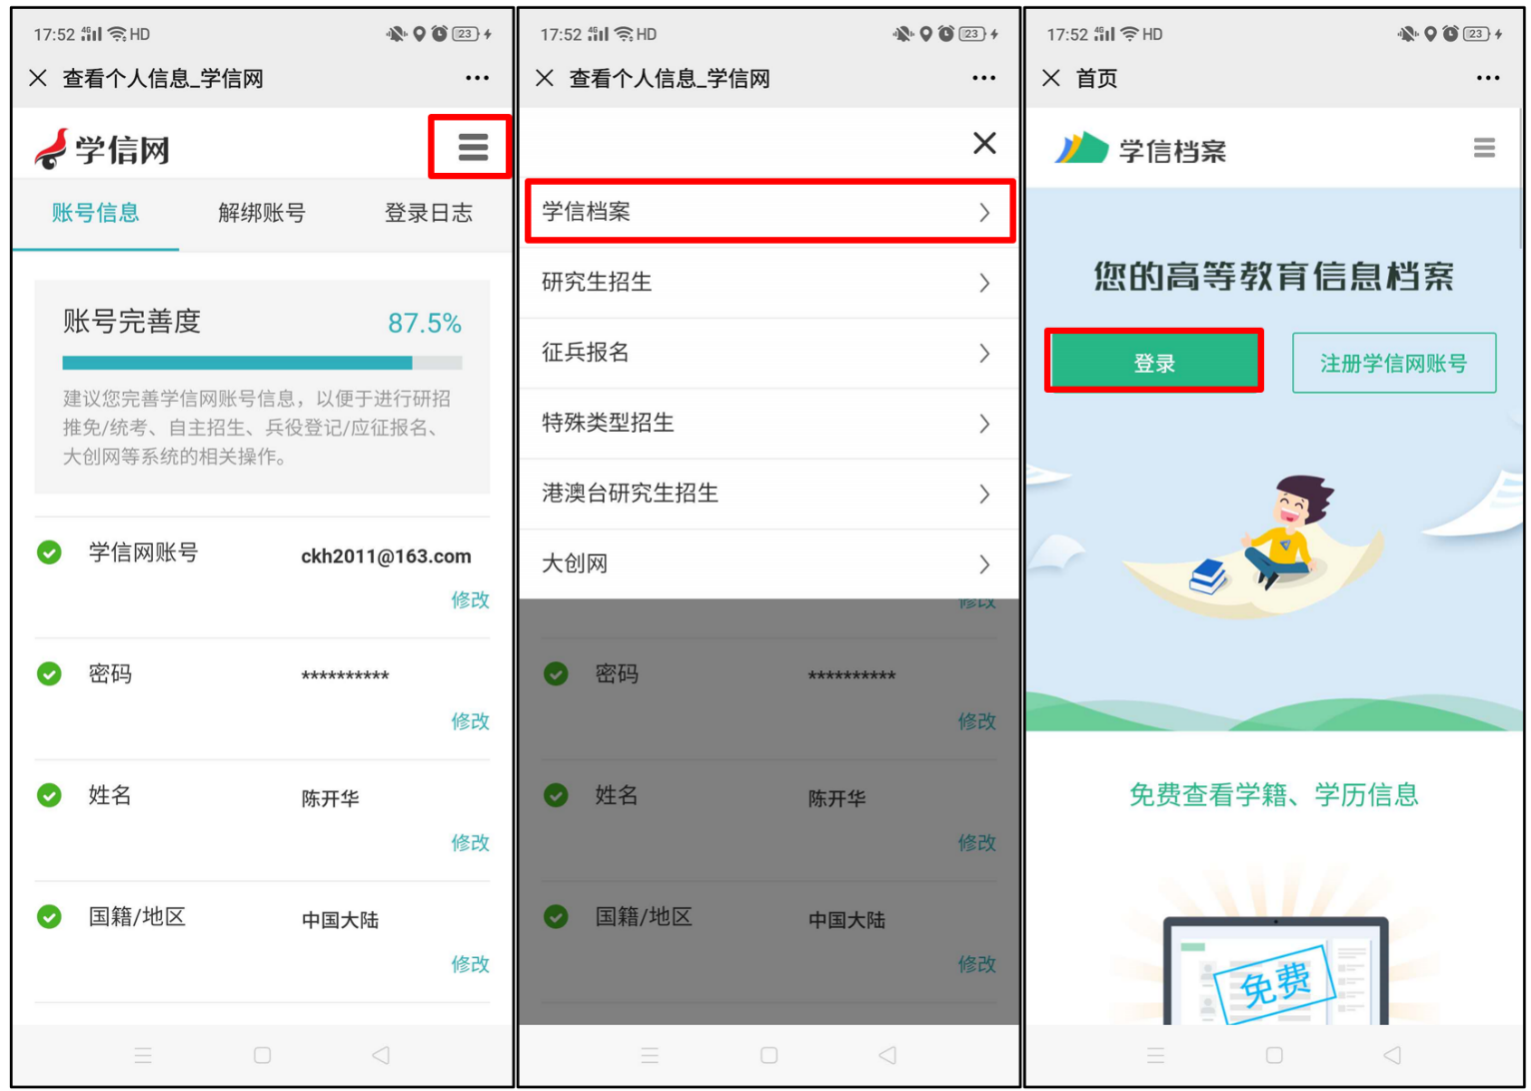 17:52 HD 23
查看个人信息_学信网
学信网
账号信息 解绑账号 登录日志
账号完善度 87.5%
建议您完善学信网账号信息，以便于进行研招
推免/统考、自主招生、兵役登记/应征报名、
大创网等系统的相关操作。
学信网账号 ckh2011@163.com
修改
密码 **********
修改
姓名 陈开华
修改
国籍/地区 中国大陆
修改
17:52 HD 23
查看个人信息_学信网
学信档案
研究生招生
征兵报名
特殊类型招生
港澳台研究生招生
大创网
修改
密码 **********
修改
姓名 陈开华
修改
国籍/地区 中国大陆
修改
17:52 HD 23
首页
学信档案
您的高等教育信息档案
登录 注册学信网账号
免费查看学籍、学历信息
免费